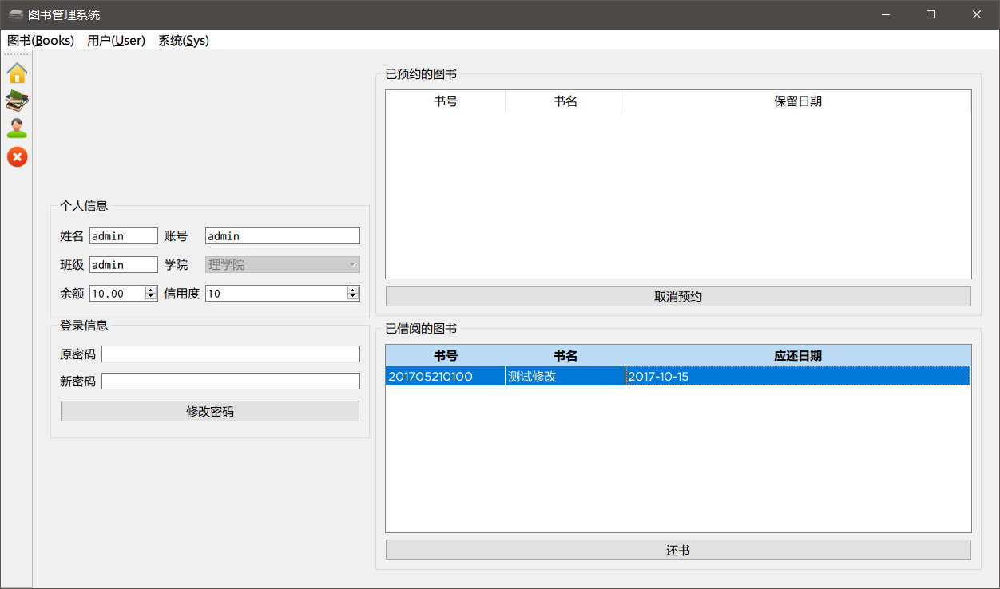 图书管理系统
图书(Books) 用户(User) 系统(Sys)
个人信息
姓名 admin 账号 admin
班级 admin 学院 理学院
余额 10.00 信用度 10
登录信息
原密码
新密码
修改密码
已预约的图书
书号 书名 保留日期
取消预约
已借阅的图书
书号 书名 应还日期
201705210100 测试修改 2017-10-15
还书